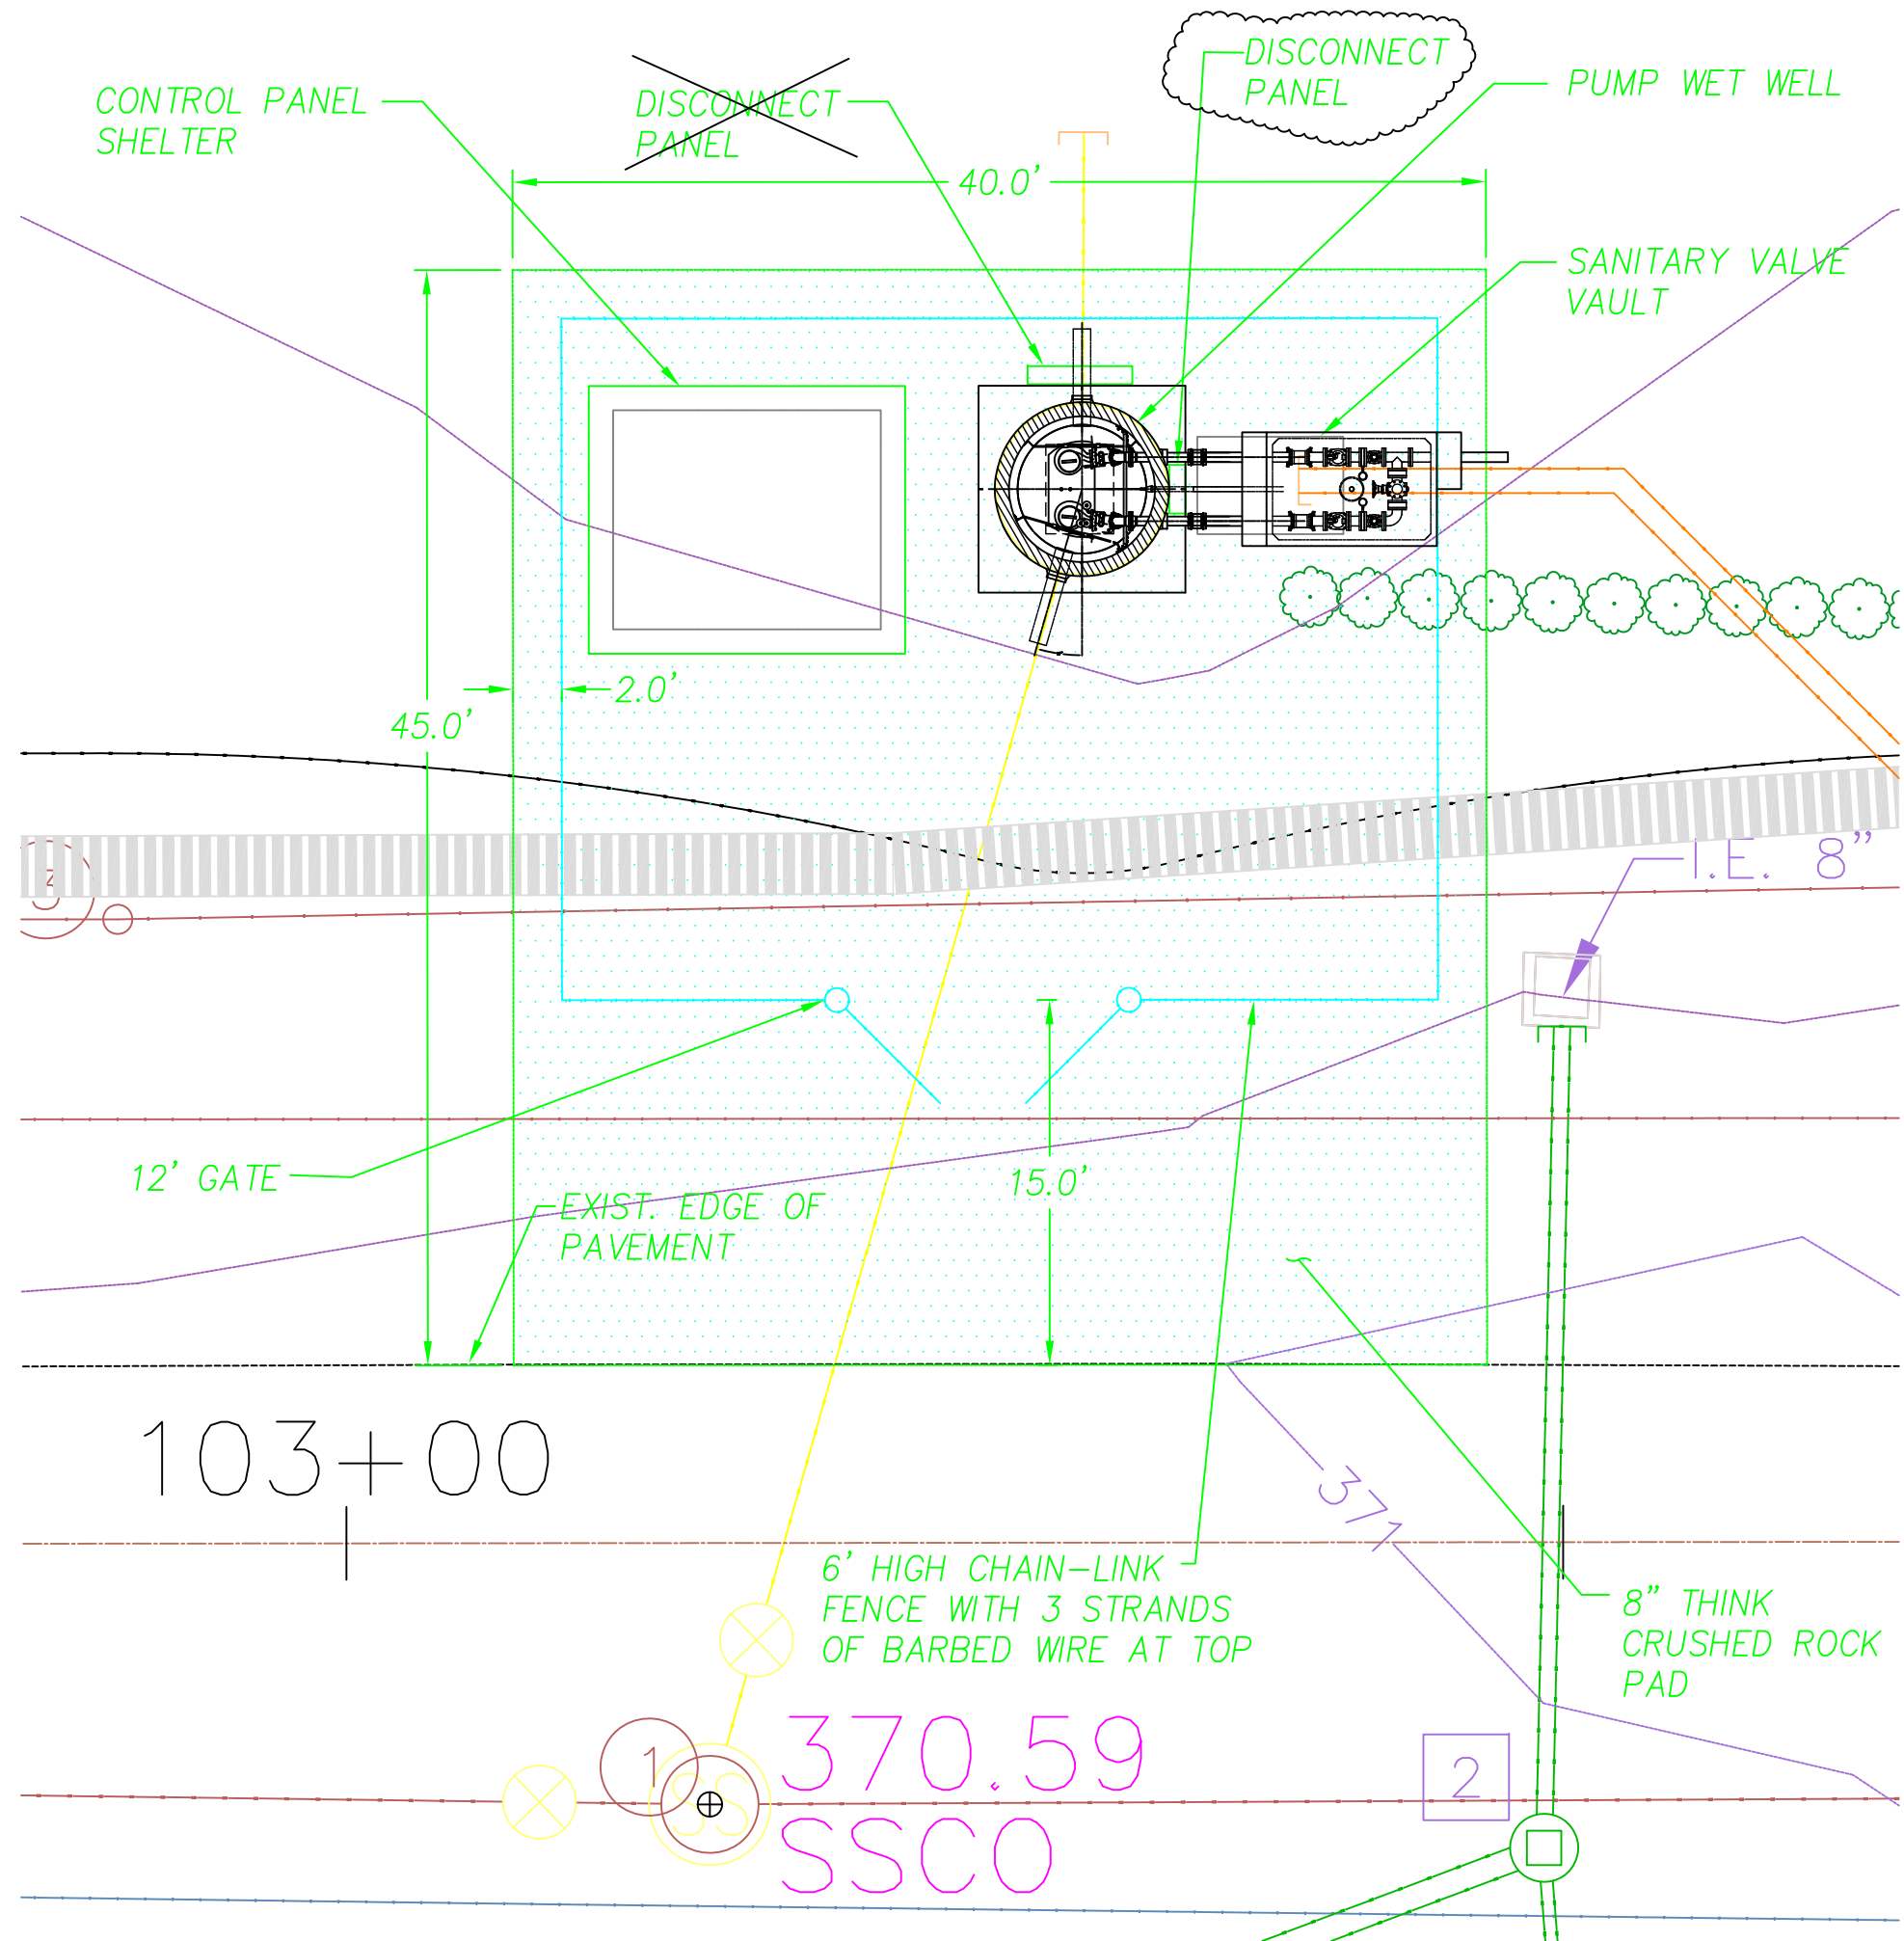 DISCONNECT
PANEL
CONTROL PANEL
SHELTER
DISCONNECT
PANEL
PUMP WET WELL
40.0'
SANITARY VALVE
VAULT
2.0'
45.0'
I.E. 8"
3
12' GATE
15.0'
EXIST. EDGE OF
PAVEMENT
103+00
371
6' HIGH CHAIN-LINK
FENCE WITH 3 STRANDS
OF BARBED WIRE AT TOP
8" THINK
CRUSHED ROCK
PAD
1
SS
370.59
SSCO
2